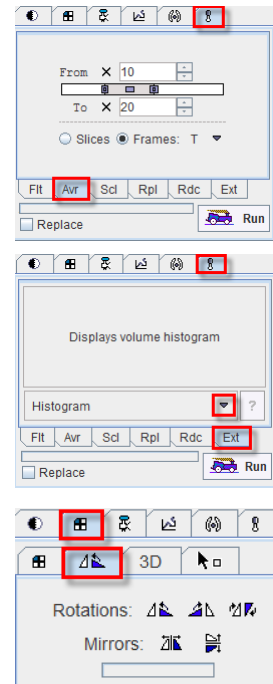 From 10
To 20
Slices Frames: T
Flt Avr Scl Rpl Rdc Ext
Replace Run
Displays volume histogram
Histogram ?
Flt Avr Scl Rpl Rdc Ext
Replace Run
3D
Rotations:
Mirrors: